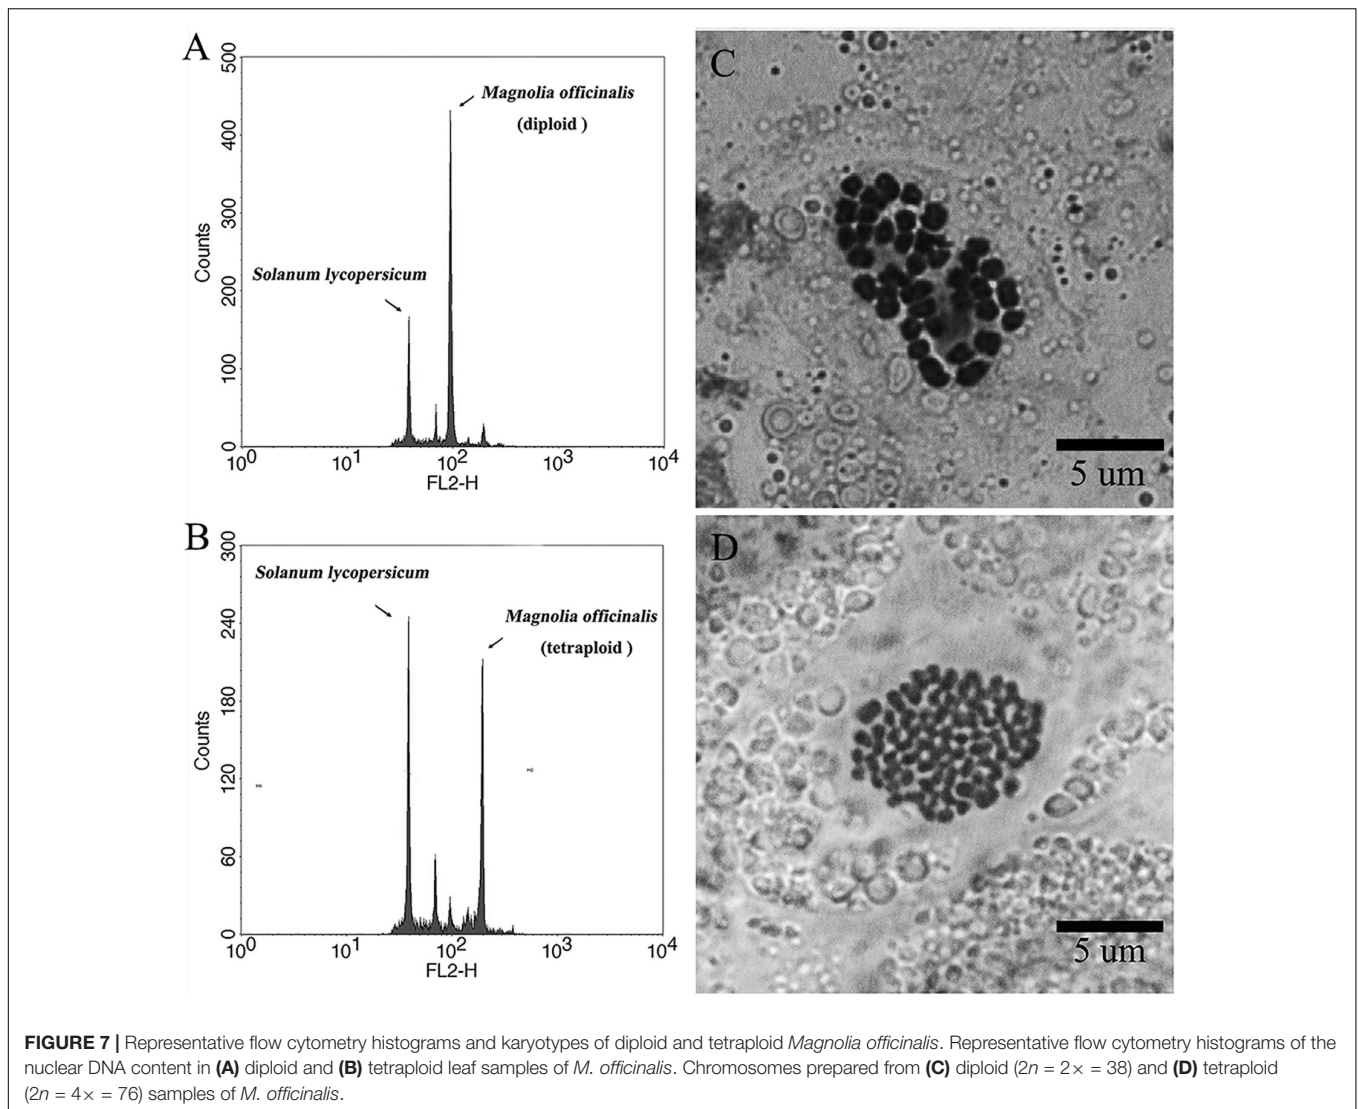 A
500
400
300
200
100
0
Counts
Magnolia officinalis
(diploid )
Solanum lycopersicum
10^0 10^1 10^2 10^3 10^4
FL2-H
C
5 um
B
300
240
180
120
60
0
Counts
Solanum lycopersicum
Magnolia officinalis
(tetraploid )
10^0 10^1 10^2 10^3 10^4
FL2-H
D
5 um
FIGURE 7 | Representative flow cytometry histograms and karyotypes of diploid and tetraploid Magnolia officinalis. Representative flow cytometry histograms of the
nuclear DNA content in (A) diploid and (B) tetraploid leaf samples of M. officinalis. Chromosomes prepared from (C) diploid (2n = 2× = 38) and (D) tetraploid
(2n = 4× = 76) samples of M. officinalis.